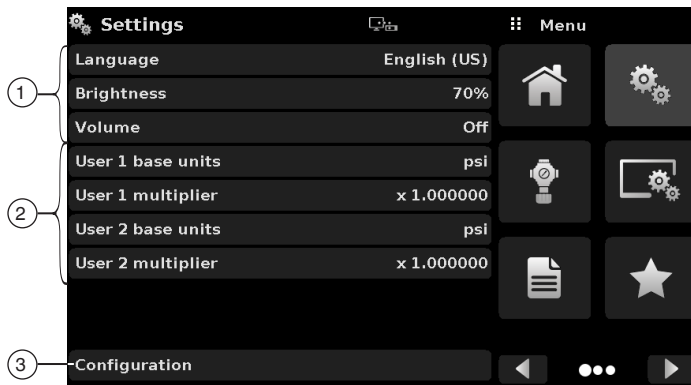 Settings
Menu
1
Language English (US)
Brightness 70%
Volume Off
2
User 1 base units psi
User 1 multiplier x 1.000000
User 2 base units psi
User 2 multiplier x 1.000000
3
Configuration